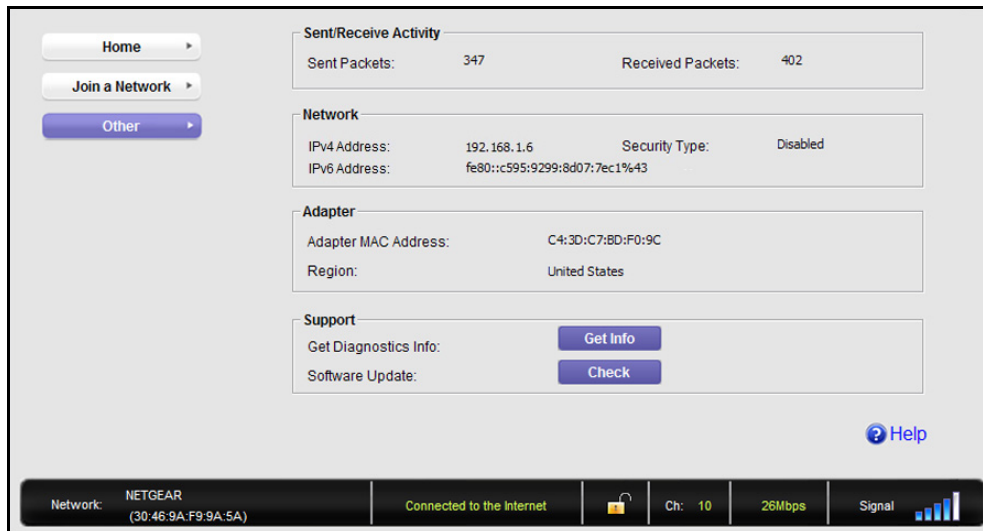 Home
Join a Network
Other
Sent/Receive Activity
Sent Packets: 347 Received Packets: 402
Network
IPv4 Address: 192.168.1.6 Security Type: Disabled
IPv6 Address: fe80::c595:9299:8d07:7ec1%43
Adapter
Adapter MAC Address: C4:3D:C7:BD:F0:9C
Region: United States
Support
Get Diagnostics Info: Get Info
Software Update: Check
? Help
Network: NETGEAR (30:46:9A:F9:9A:5A) Connected to the Internet Ch: 10 26Mbps Signal